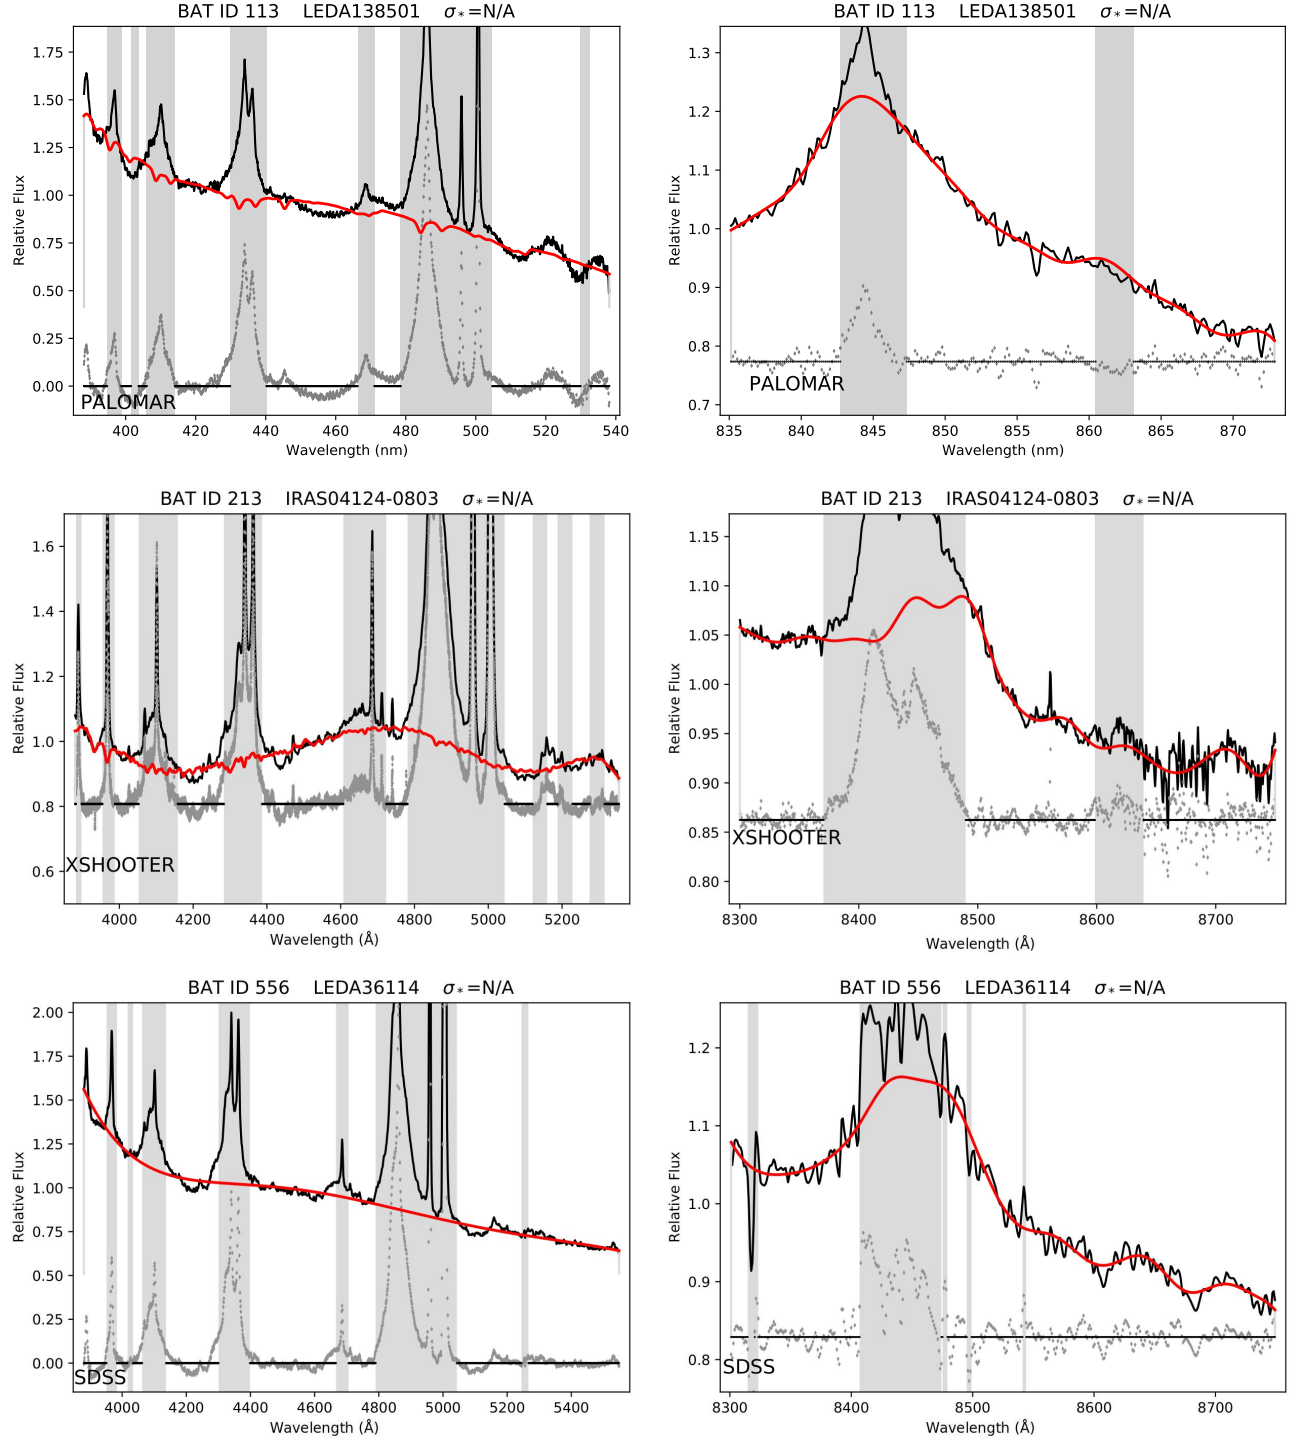 BAT ID 113 LEDA138501 σ*=N/A
Relative Flux
1.75
1.50
1.25
1.00
0.75
0.50
0.25
0.00
PALOMAR
400 420 440 460 480 500 520 540
Wavelength (nm)
BAT ID 113 LEDA138501 σ*=N/A
Relative Flux
1.3
1.2
1.1
1.0
0.9
0.8
0.7
PALOMAR
835 840 845 850 855 860 865 870
Wavelength (nm)
BAT ID 213 IRAS04124-0803 σ*=N/A
Relative Flux
1.6
1.4
1.2
1.0
0.8
0.6
XSHOOTER
4000 4200 4400 4600 4800 5000 5200
Wavelength (Å)
BAT ID 213 IRAS04124-0803 σ*=N/A
Relative Flux
1.15
1.10
1.05
1.00
0.95
0.90
0.85
0.80
XSHOOTER
8300 8400 8500 8600 8700
Wavelength (Å)
BAT ID 556 LEDA36114 σ*=N/A
Relative Flux
2.00
1.75
1.50
1.25
1.00
0.75
0.50
0.25
0.00
SDSS
4000 4200 4400 4600 4800 5000 5200 5400
Wavelength (Å)
BAT ID 556 LEDA36114 σ*=N/A
Relative Flux
1.2
1.1
1.0
0.9
0.8
SDSS
8300 8400 8500 8600 8700
Wavelength (Å)